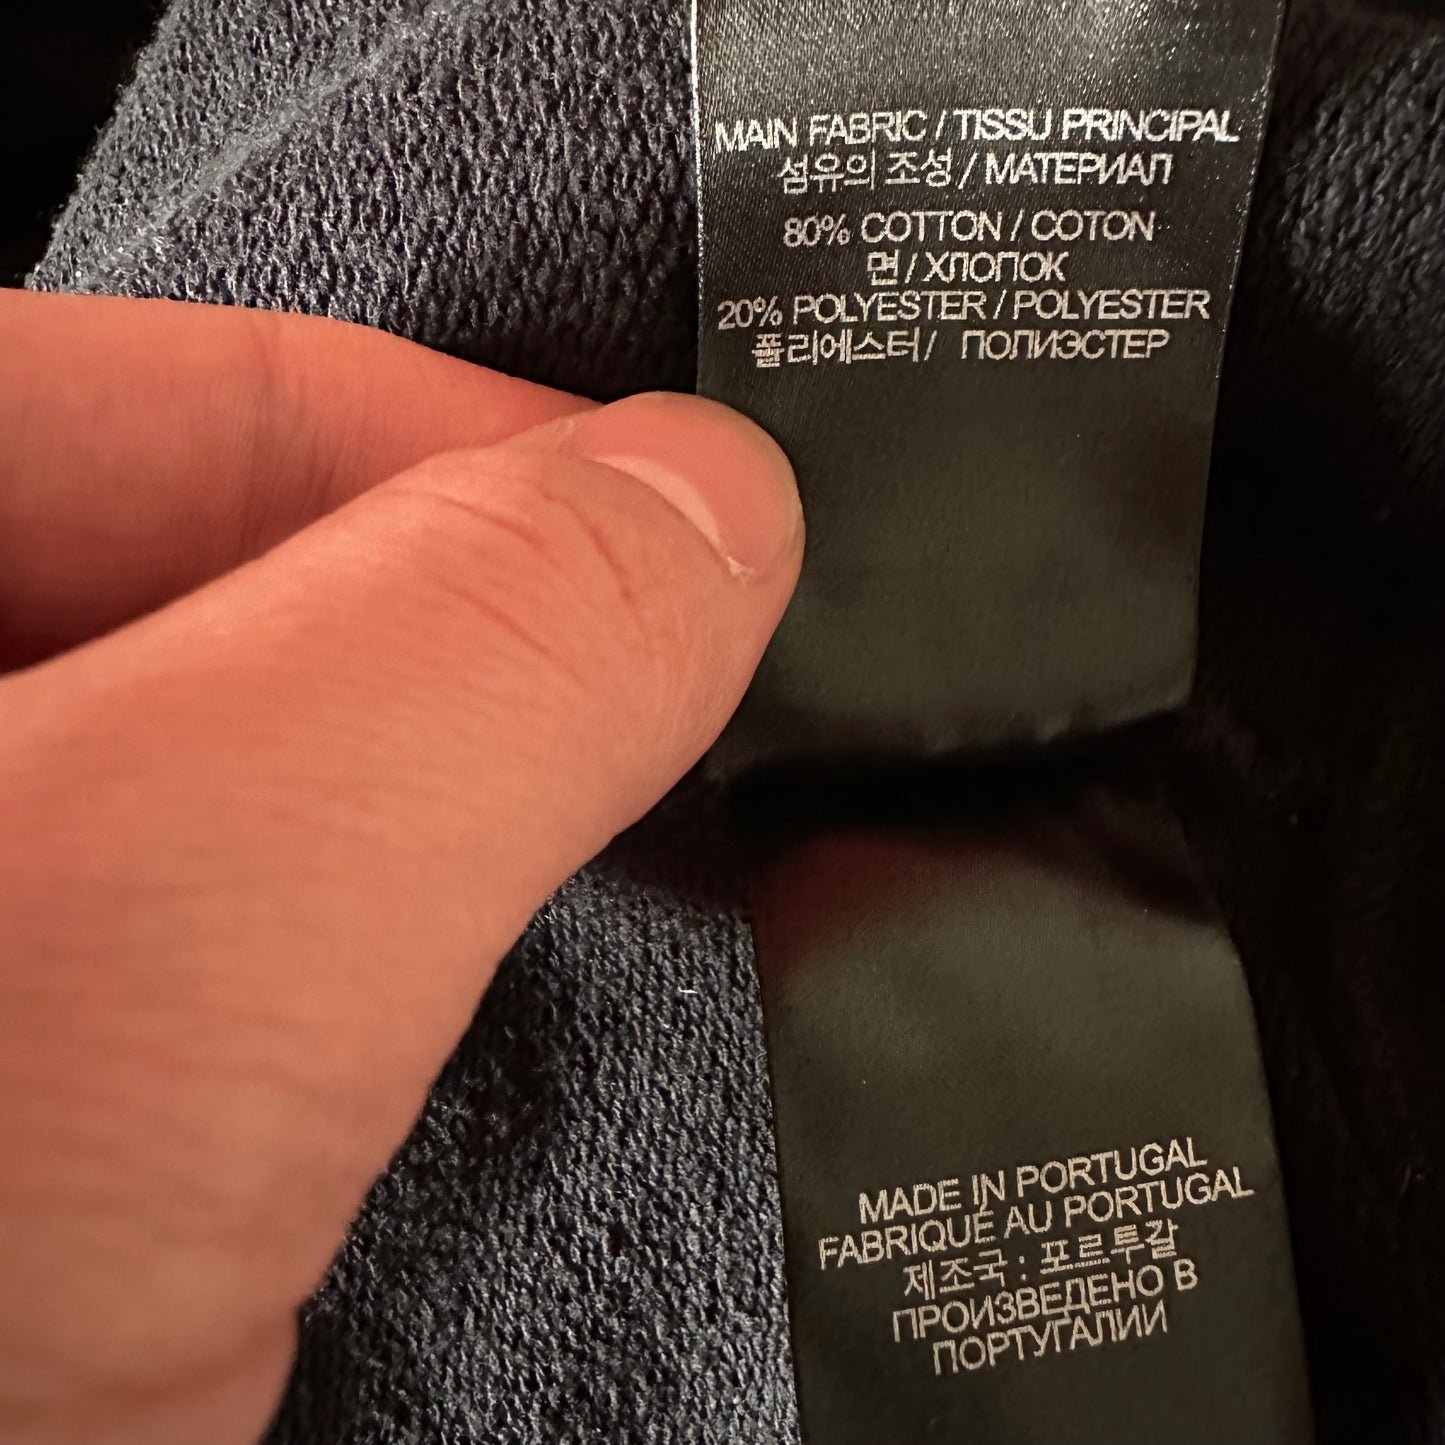 MAIN FABRIC / TISSU PRINCIPAL
섬유의 조성 / МАТЕРИАЛ
80% COTTON / COTON
면 / ХЛОПОК
20% POLYESTER / POLYESTER
폴리에스터 / ПОЛИЭСТЕР
MADE IN PORTUGAL
FABRIQUÉ AU PORTUGAL
제조국 : 포르투갈
ПРОИЗВЕДЕНО В
ПОРТУГАЛИИ